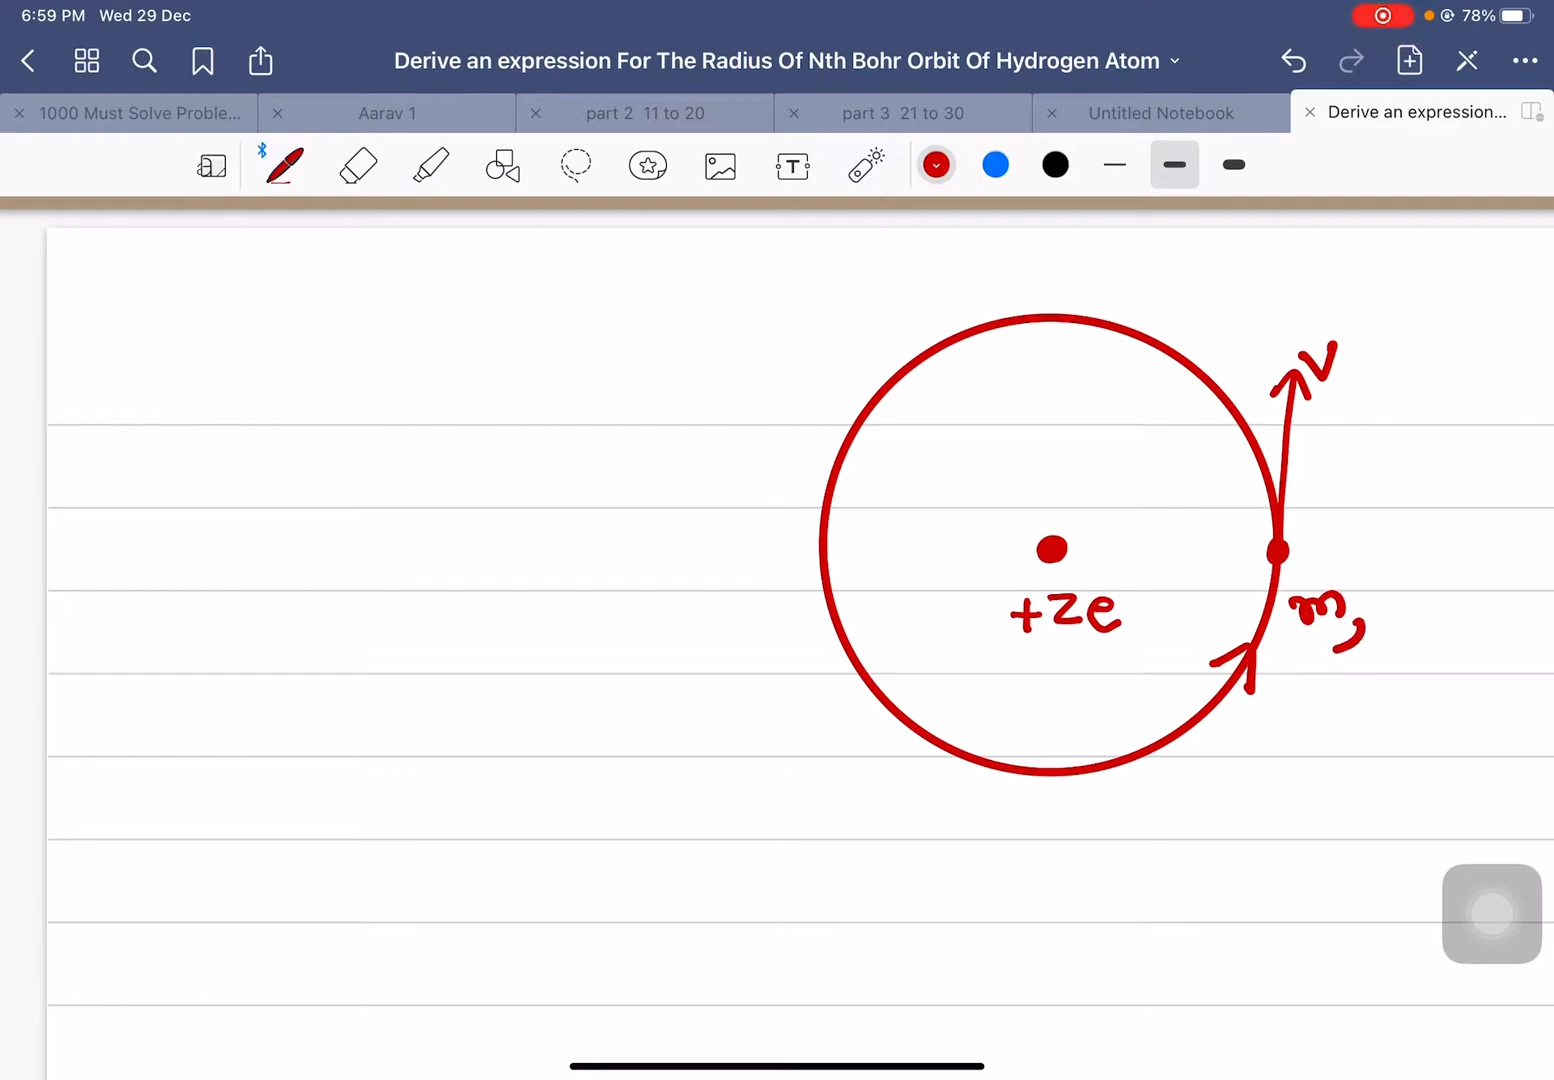 6:59 PM Wed 29 Dec
78%
Derive an expression For The Radius Of Nth Bohr Orbit Of Hydrogen Atom
1000 Must Solve Proble...
Aarav 1
part 2 11 to 20
part 3 21 to 30
Untitled Notebook
Derive an expression...
T
v
+ze
m,